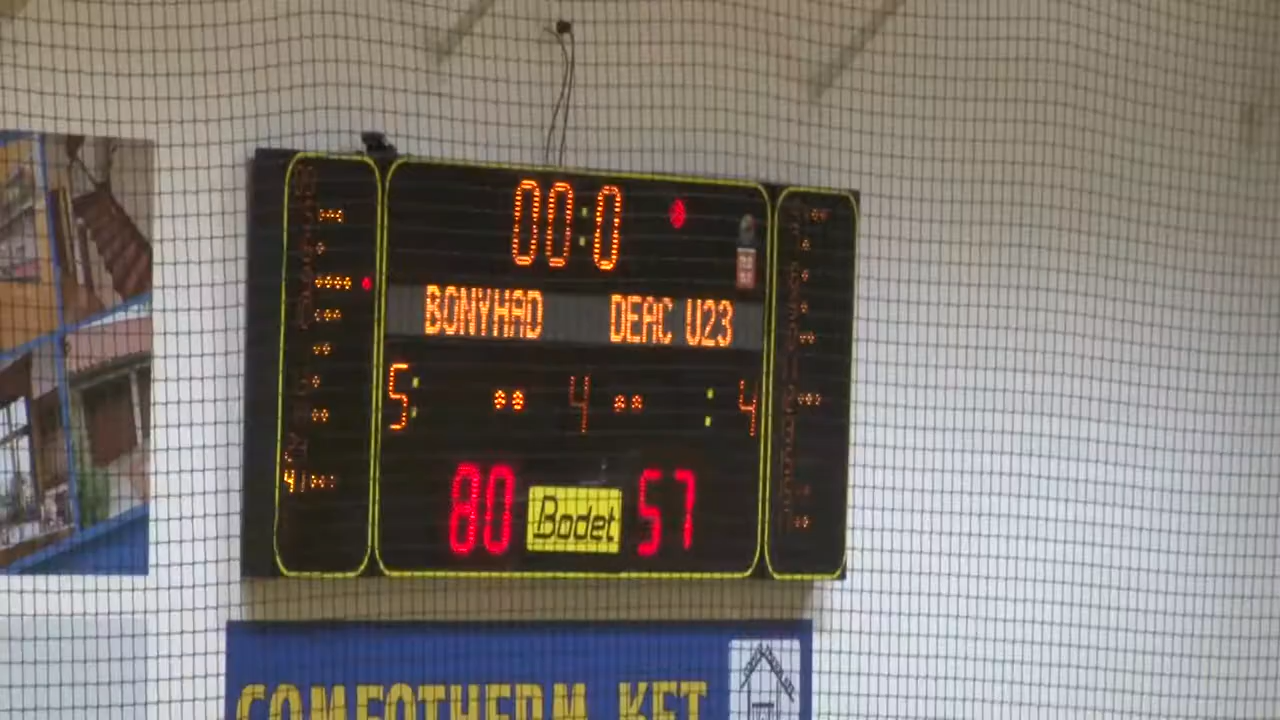 00:0
BONYHAD DEAC U23
5: 4 :4
80 Bodet 57
COMFOTHERM KFT